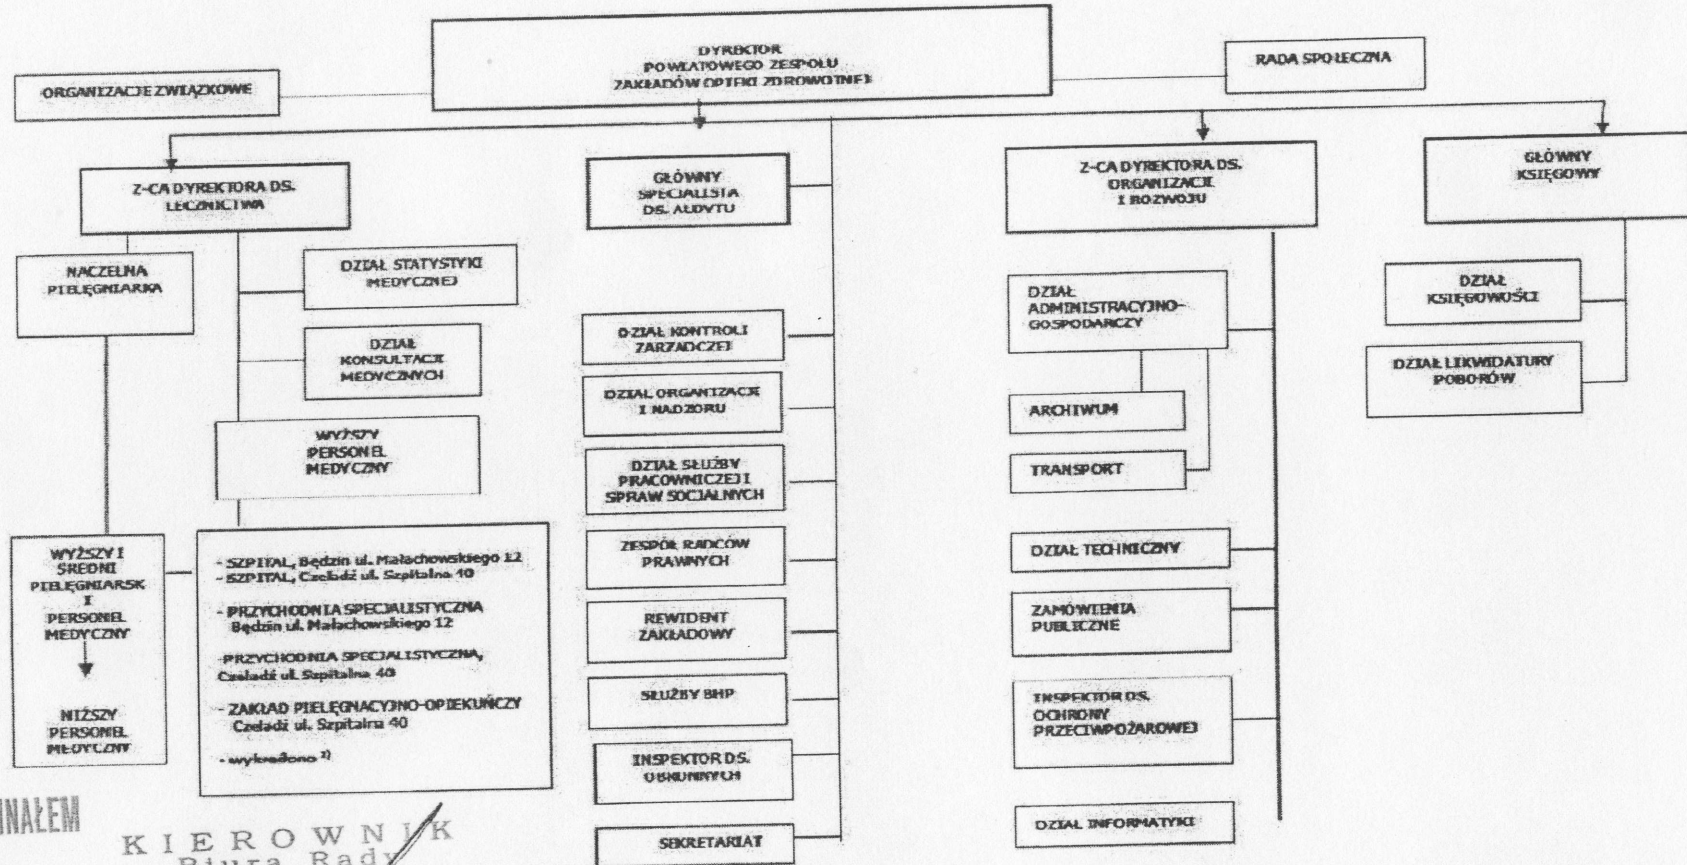 DYREKTOR
POWIATOWEGO ZESPOŁU
ZAKŁADÓW OPIEKI ZDROWOTNEJ
ORGANIZACJE ZWIĄZKOWE
RADA SPOŁECZNA
Z-CA DYREKTORA DS.
LECZNICTWA
GŁÓWNY
SPECJALISTA
DS. AUDYTU
Z-CA DYREKTORA DS.
ORGANIZACJI
I ROZWOJU
GŁÓWNY
KSIĘGOWY
NACZELNA
PIELĘGNIARKA
DZIAŁ STATYSTYKI
MEDYCZNEJ
DZIAŁ
KONSULTACJI
MEDYCZNYCH
WYŻSZY
PERSONEL
MEDYCZNY
WYŻSZY I
ŚREDNI
PIELĘGNIARSK
I
PERSONEL
MEDYCZNY
NIŻSZY
PERSONEL
MEDYCZNY
- SZPITAL, Będzin ul. Małachowskiego 12
- SZPITAL, Czeladź ul. Szpitalna 40
- PRZYCHODNIA SPECJALISTYCZNA
Będzin ul. Małachowskiego 12
-PRZYCHODNIA SPECJALISTYCZNA,
Czeladź ul. Szpitalna 40
- ZAKŁAD PIELĘGNACYJNO-OPIEKUŃCZY
Czeladź ul. Szpitalna 40
- wykreślono
DZIAŁ KONTROLI
ZARZĄDCZEJ
DZIAŁ ORGANIZACJI
I NADZORU
DZIAŁ SŁUŻBY
PRACOWNICZEJ I
SPRAW SOCJALNYCH
ZESPÓŁ RADCÓW
PRAWNYCH
REWIDENT
ZAKŁADOWY
SŁUŻBY BHP
INSPEKTOR DS.
OBRONNYCH
SEKRETARIAT
DZIAŁ
ADMINISTRACYJNO-
GOSPODARCZY
ARCHIWUM
TRANSPORT
DZIAŁ TECHNICZNY
ZAMÓWIENIA
PUBLICZNE
INSPEKTOR DS.
OCHRONY
PRZECIWPOŻAROWEJ
DZIAŁ INFORMATYKI
DZIAŁ
KSIĘGOWOŚCI
DZIAŁ LIKWIDATURY
POBORÓW
INAŁEM
KIEROWNIK
Biura Rady